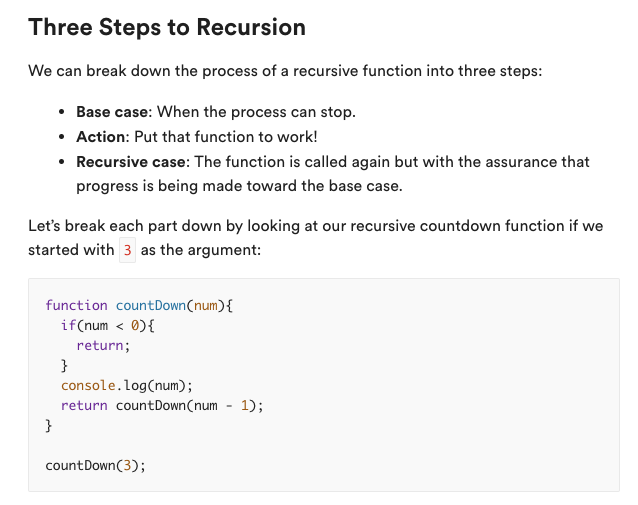 Three Steps to Recursion
We can break down the process of a recursive function into three steps:
• Base case: When the process can stop.
• Action: Put that function to work!
• Recursive case: The function is called again but with the assurance that
progress is being made toward the base case.
Let’s break each part down by looking at our recursive countdown function if we
started with 3 as the argument:
function countDown(num){
  if(num < 0){
    return;
  }
  console.log(num);
  return countDown(num - 1);
}
countDown(3);